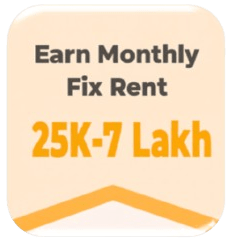 Earn Monthly
Fix Rent
25K-7 Lakh